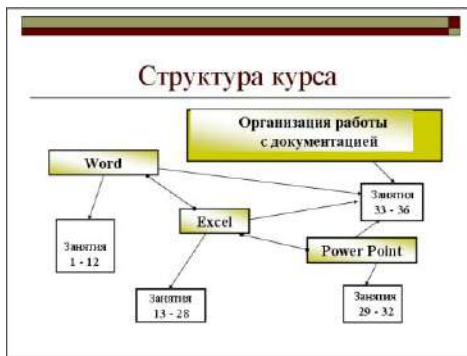 Структура курса
Организация работы
с документацией
Word
Занятия
33 - 36
Excel
Занятия
1 - 12
Power Point
Занятия
13 - 28
Занятия
29 - 32